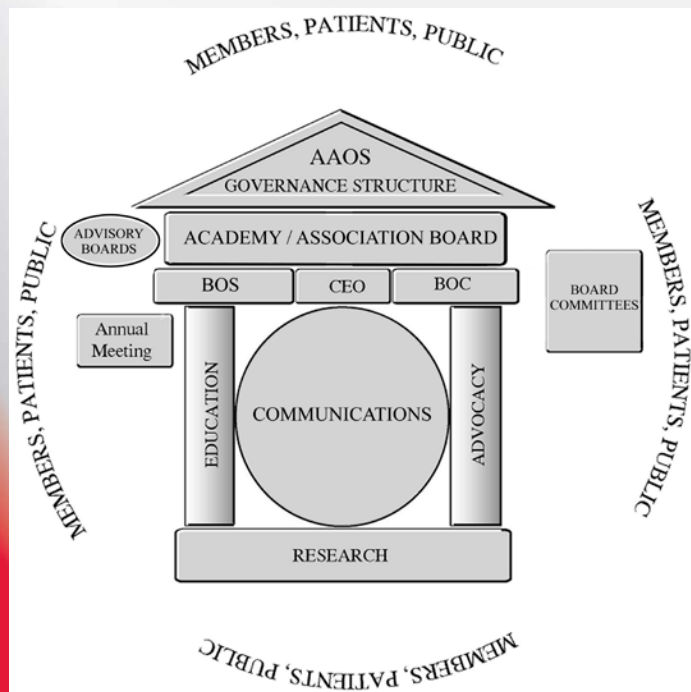 MEMBERS, PATIENTS, PUBLIC
AAOS
GOVERNANCE STRUCTURE
ADVISORY
BOARDS
ACADEMY / ASSOCIATION BOARD
BOS
CEO
BOC
BOARD
COMMITTEES
Annual
Meeting
EDUCATION
COMMUNICATIONS
ADVOCACY
RESEARCH
MEMBERS, PATIENTS, PUBLIC
MEMBERS, PATIENTS, PUBLIC
MEMBERS, PATIENTS, PUBLIC